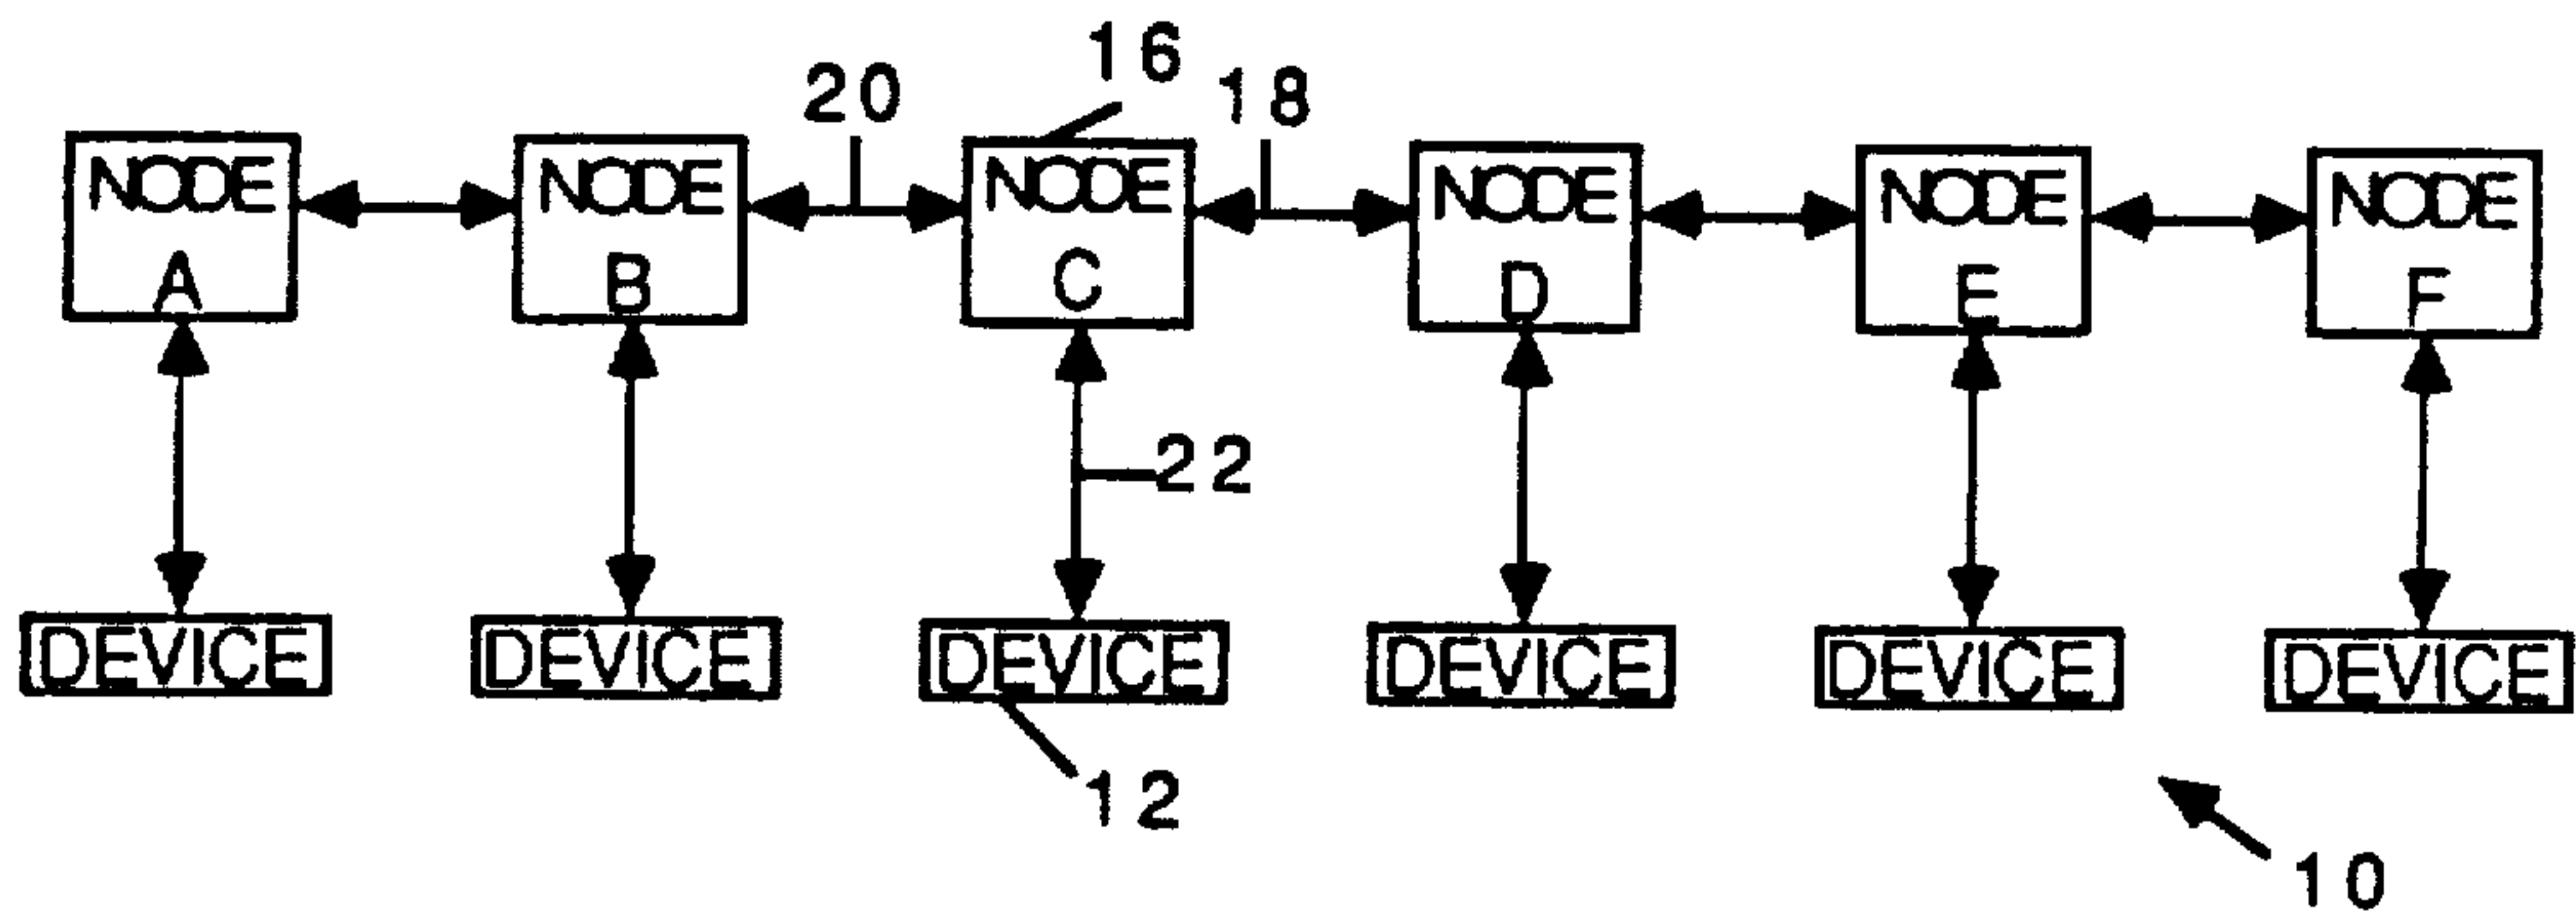 16
20
18
NODE A
NODE B
NODE C
NODE D
NODE E
NODE F
22
DEVICE DEVICE DEVICE DEVICE DEVICE DEVICE
12
10